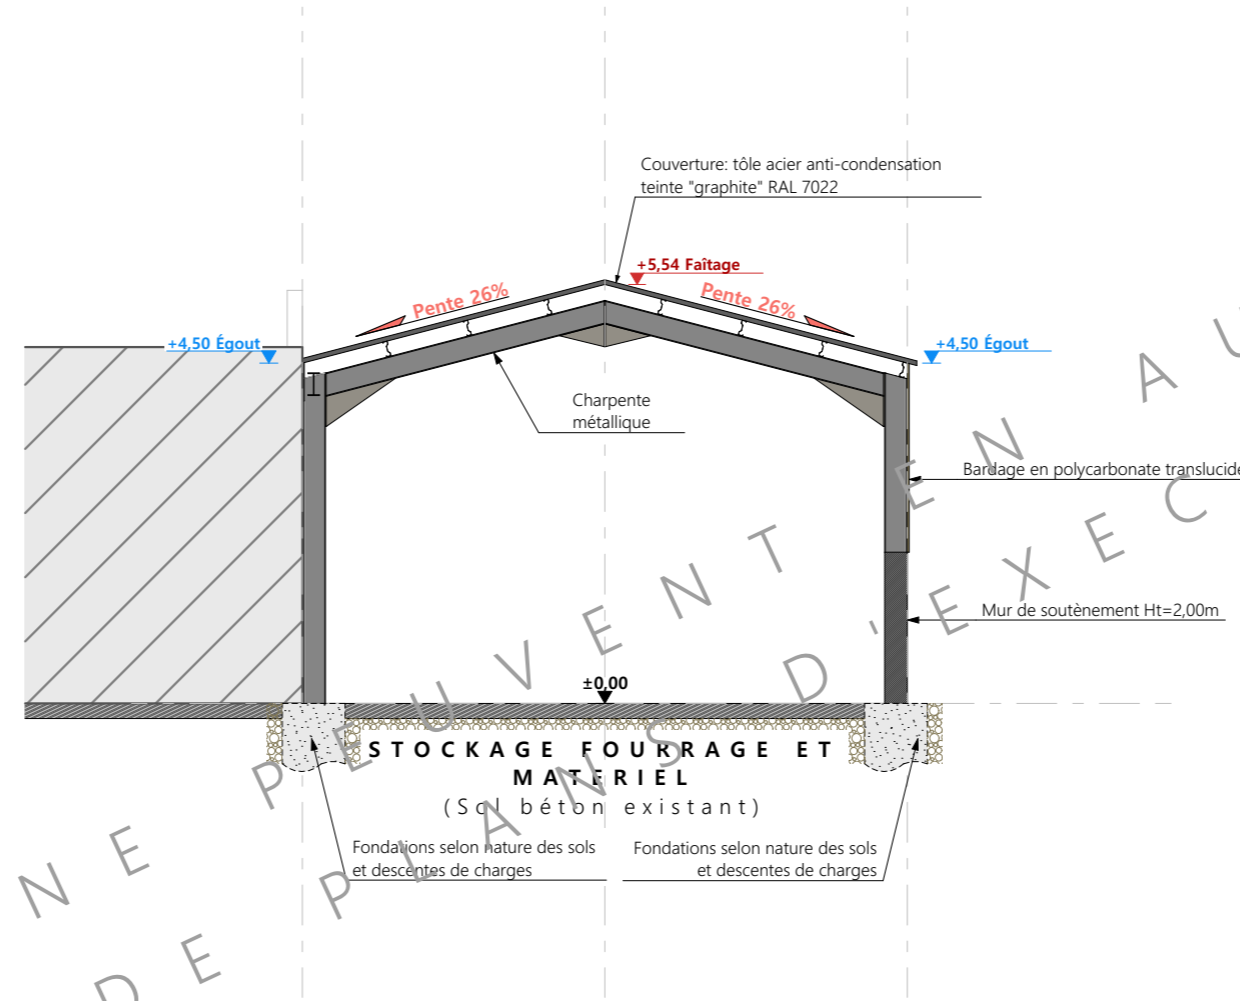 Couverture: tôle acier anti-condensation
teinte "graphite" RAL 7022
+5,54 Faîtage
Pente 26%
Pente 26%
+4,50 Égout
+4,50 Égout
Charpente
métallique
Bardage en polycarbonate translucide
Mur de soutènement Ht=2,00m
±0,00
STOCKAGE FOURRAGE ET
MATERIEL
(Sol béton existant)
Fondations selon nature des sols
et descentes de charges
Fondations selon nature des sols
et descentes de charges
NE PEUVENT EN AU
DE PLANS D'EXEC